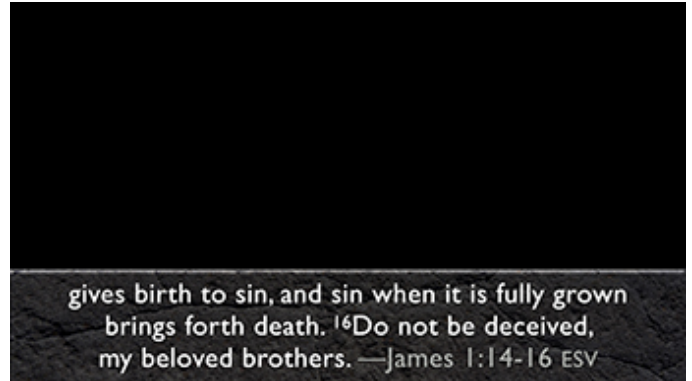 gives birth to sin, and sin when it is fully grown
brings forth death. ¹⁶Do not be deceived,
my beloved brothers. —James 1:14-16 ESV